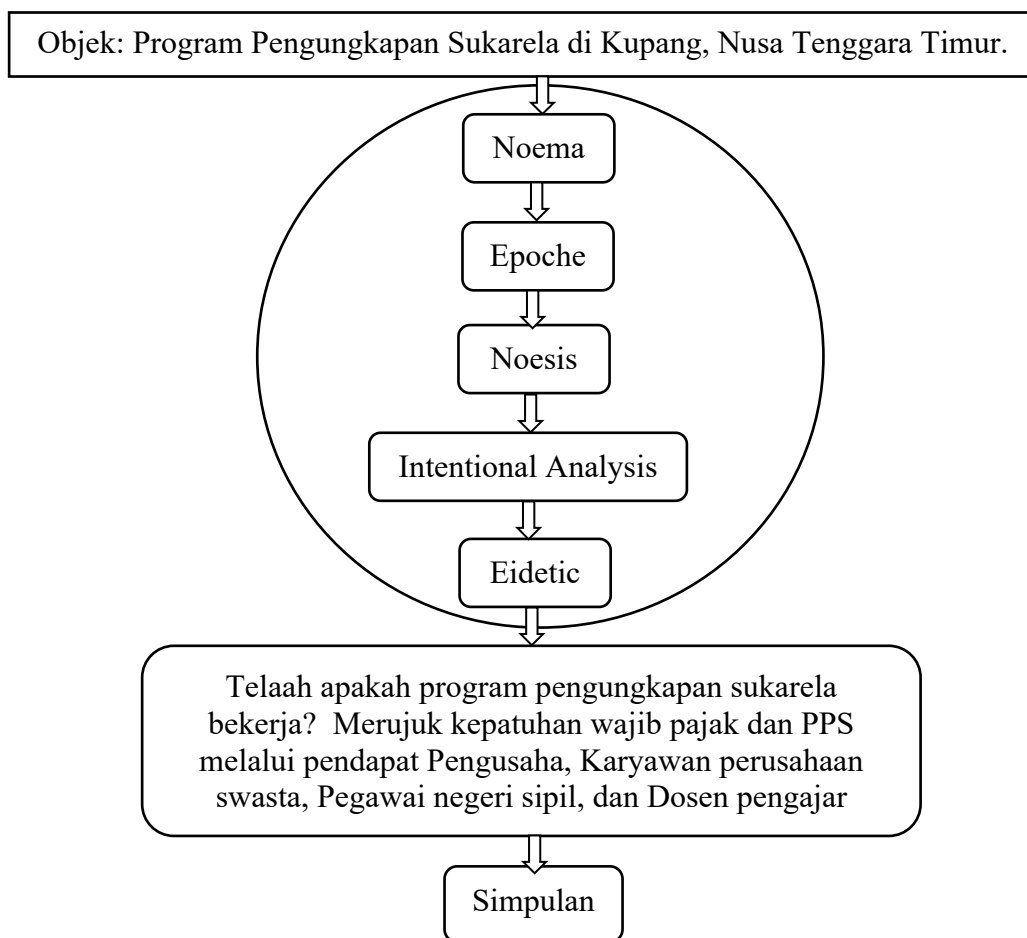 Objek: Program Pengungkapan Sukarela di Kupang, Nusa Tenggara Timur.
Noema
Epoche
Noesis
Intentional Analysis
Eidetic
Telaah apakah program pengungkapan sukarela
bekerja?  Merujuk kepatuhan wajib pajak dan PPS
melalui pendapat Pengusaha, Karyawan perusahaan
swasta, Pegawai negeri sipil, dan Dosen pengajar
Simpulan